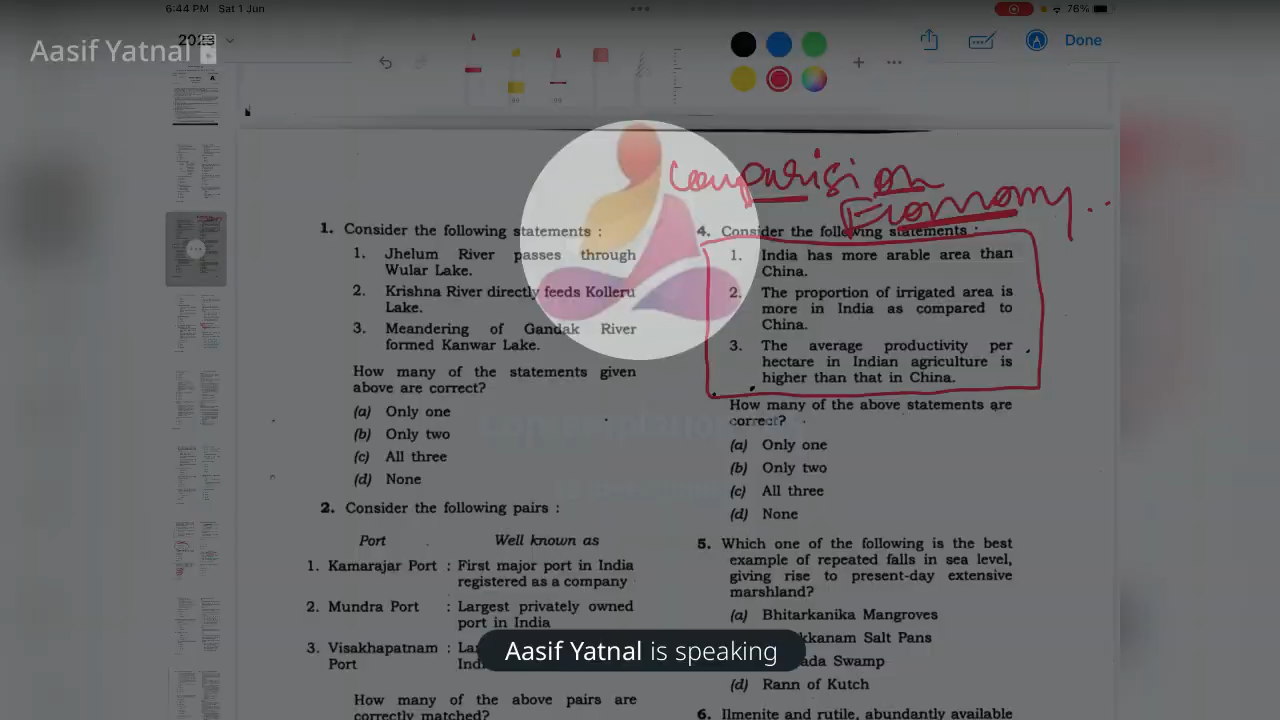 6:44 PM Sat 1 Jun
76%
Aasif Yatnal
2023
Done
Comparision
Economy..
1. Consider the following statements :
1. Jhelum River passes through
Wular Lake.
2. Krishna River directly feeds Kolleru
Lake.
3. Meandering of Gandak River
formed Kanwar Lake.
How many of the statements given
above are correct?
(a) Only one
(b) Only two
(c) All three
(d) None
2. Consider the following pairs :
Port Well known as
1. Kamarajar Port : First major port in India
registered as a company
2. Mundra Port : Largest privately owned
port in India
3. Visakhapatnam :
Port
How many of the above pairs are
correctly matched?
4. Consider the following statements :
1. India has more arable area than
China.
2. The proportion of irrigated area is
more in India as compared to
China.
3. The average productivity per
hectare in Indian agriculture is
higher than that in China.
How many of the above statements are
correct?
(a) Only one
(b) Only two
(c) All three
(d) None
5. Which one of the following is the best
example of repeated falls in sea level,
giving rise to present-day extensive
marshland?
(a) Bhitarkanika Mangroves
kkanam Salt Pans
ada Swamp
(d) Rann of Kutch
6. Ilmenite and rutile, abundantly available
Aasif Yatnal is speaking